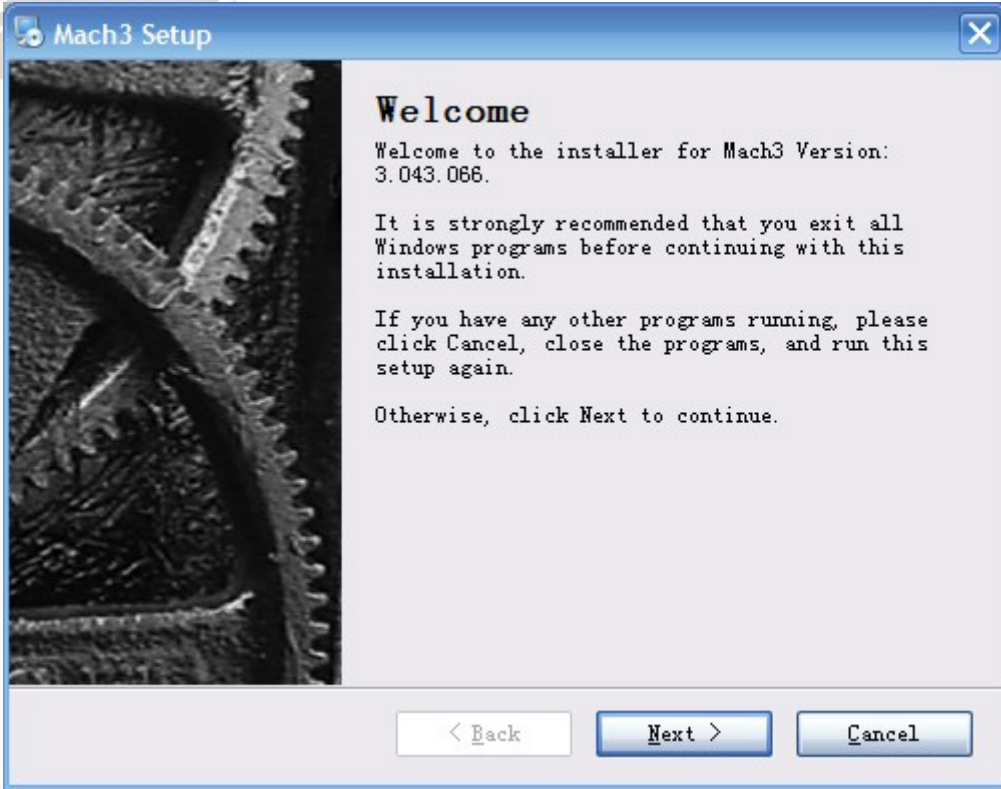 Mach3 Setup
Welcome
Welcome to the installer for Mach3 Version:
3.043.066.
It is strongly recommended that you exit all
Windows programs before continuing with this
installation.
If you have any other programs running, please
click Cancel, close the programs, and run this
setup again.
Otherwise, click Next to continue.
< Back
Next >
Cancel